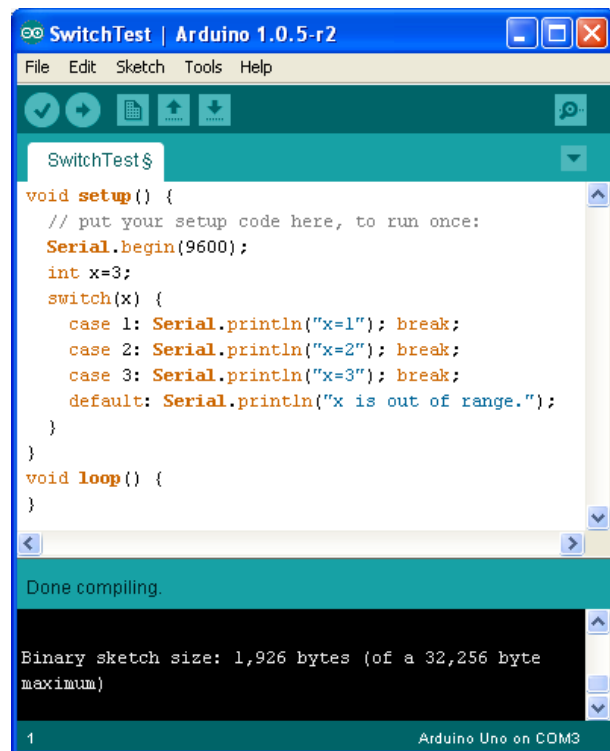 SwitchTest | Arduino 1.0.5-r2
File Edit Sketch Tools Help
SwitchTest §
void setup() {
  // put your setup code here, to run once:
  Serial.begin(9600);
  int x=3;
  switch(x) {
    case 1: Serial.println("x=1"); break;
    case 2: Serial.println("x=2"); break;
    case 3: Serial.println("x=3"); break;
    default: Serial.println("x is out of range.");
  }
}
void loop() {
}
Done compiling.
Binary sketch size: 1,926 bytes (of a 32,256 byte
maximum)
1 Arduino Uno on COM3